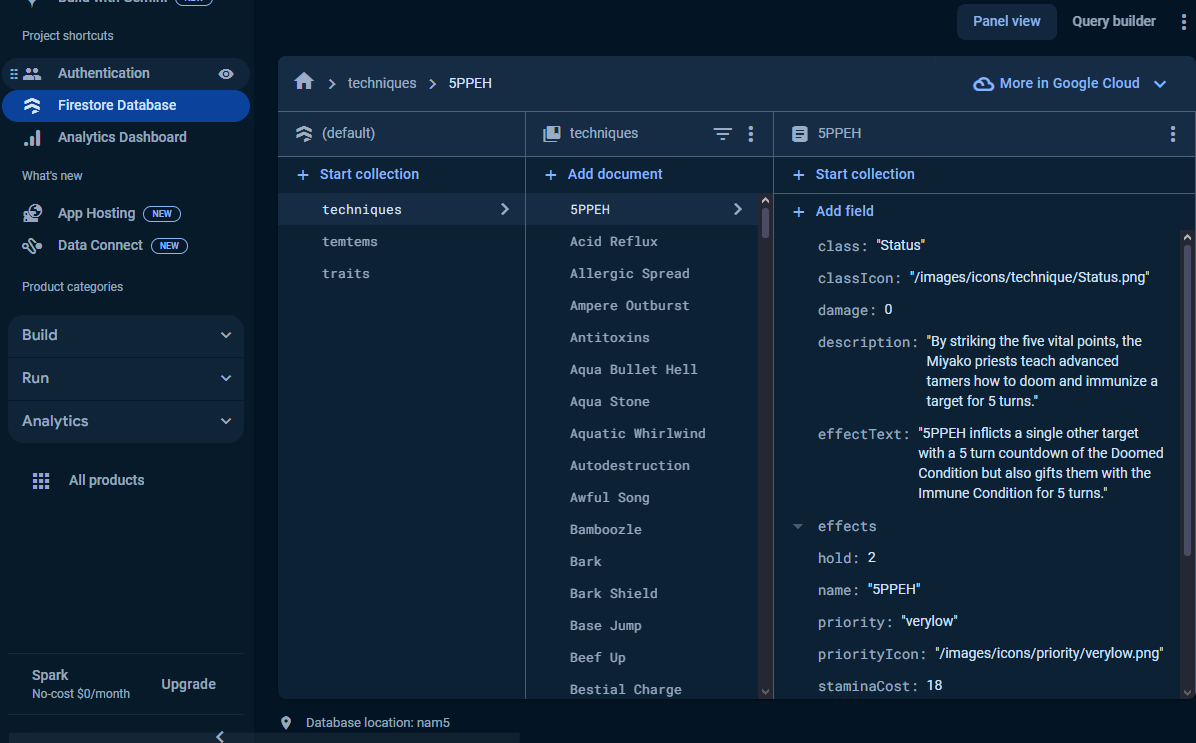 Build with Gemini NEW
Project shortcuts
Authentication
Firestore Database
Analytics Dashboard
What's new
App Hosting NEW
Data Connect NEW
Product categories
Build
Run
Analytics
All products
Spark
No-cost $0/month
Upgrade
Panel view
Query builder
techniques
5PPEH
More in Google Cloud
(default)
Start collection
techniques
temtems
traits
techniques
Add document
5PPEH
Acid Reflux
Allergic Spread
Ampere Outburst
Antitoxins
Aqua Bullet Hell
Aqua Stone
Aquatic Whirlwind
Autodestruction
Awful Song
Bamboozle
Bark
Bark Shield
Base Jump
Beef Up
Bestial Charge
5PPEH
Start collection
Add field
class: "Status"
classIcon: "/images/icons/technique/Status.png"
damage: 0
description: "By striking the five vital points, the
Miyako priests teach advanced
tamers how to doom and immunize a
target for 5 turns."
effectText: "5PPEH inflicts a single other target
with a 5 turn countdown of the Doomed
Condition but also gifts them with the
Immune Condition for 5 turns."
effects
hold: 2
name: "5PPEH"
priority: "verylow"
priorityIcon: "/images/icons/priority/verylow.png"
staminaCost: 18
Database location: nam5